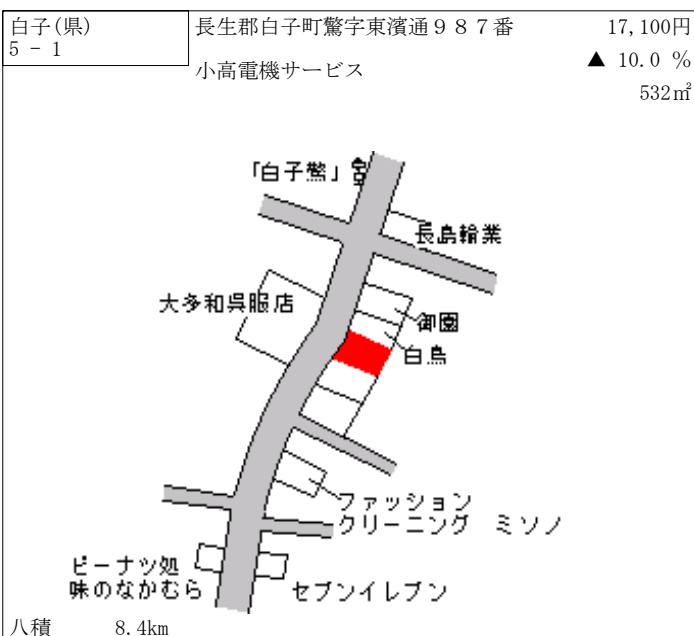 白子(県)
5 - 1
長生郡白子町驚字東濱通９８７番
小高電機サービス
17,100円
▲ 10.0 %
532㎡
「白子驚」
長島輪業
大多和呉服店
御園
白鳥
ファッション
クリーニング ミソノ
ピーナツ処
味のなかむら
セブンイレブン
八積 8.4km